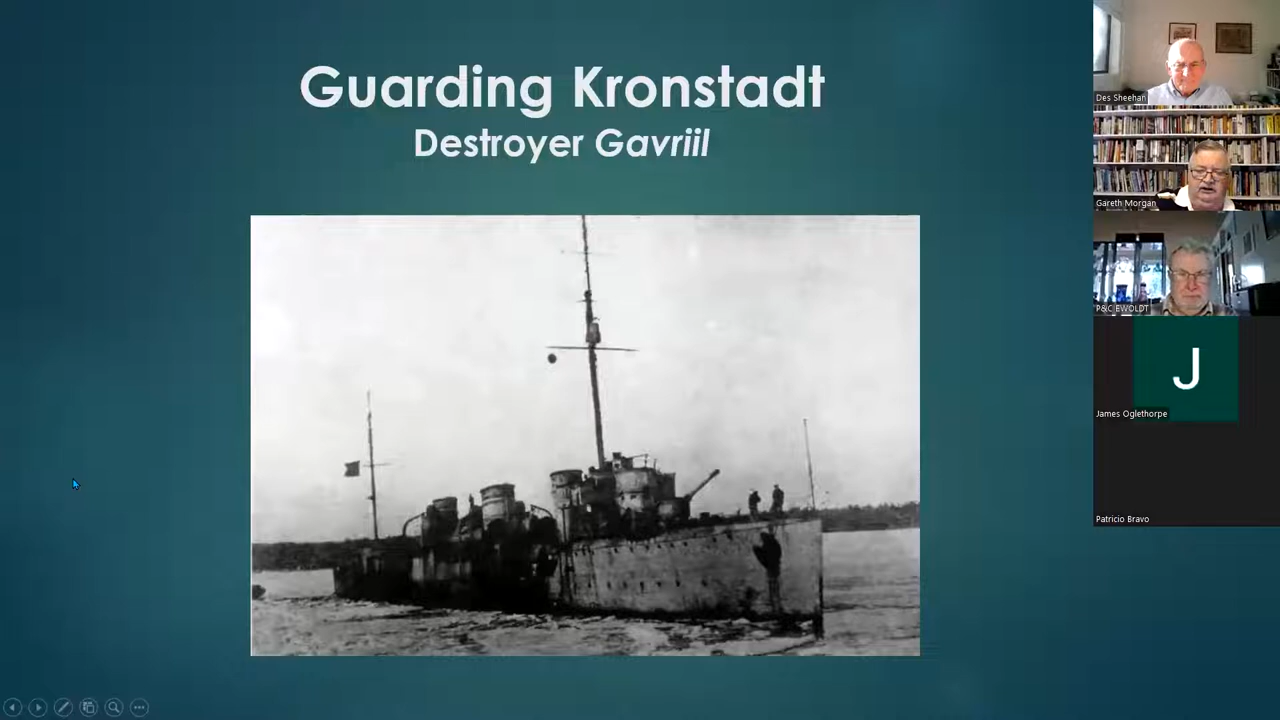 Guarding Kronstadt
Destroyer Gavriil
Des Sheehan
Gareth Morgan
P&C EWOLDT
J
James Oglethorpe
Patricio Bravo